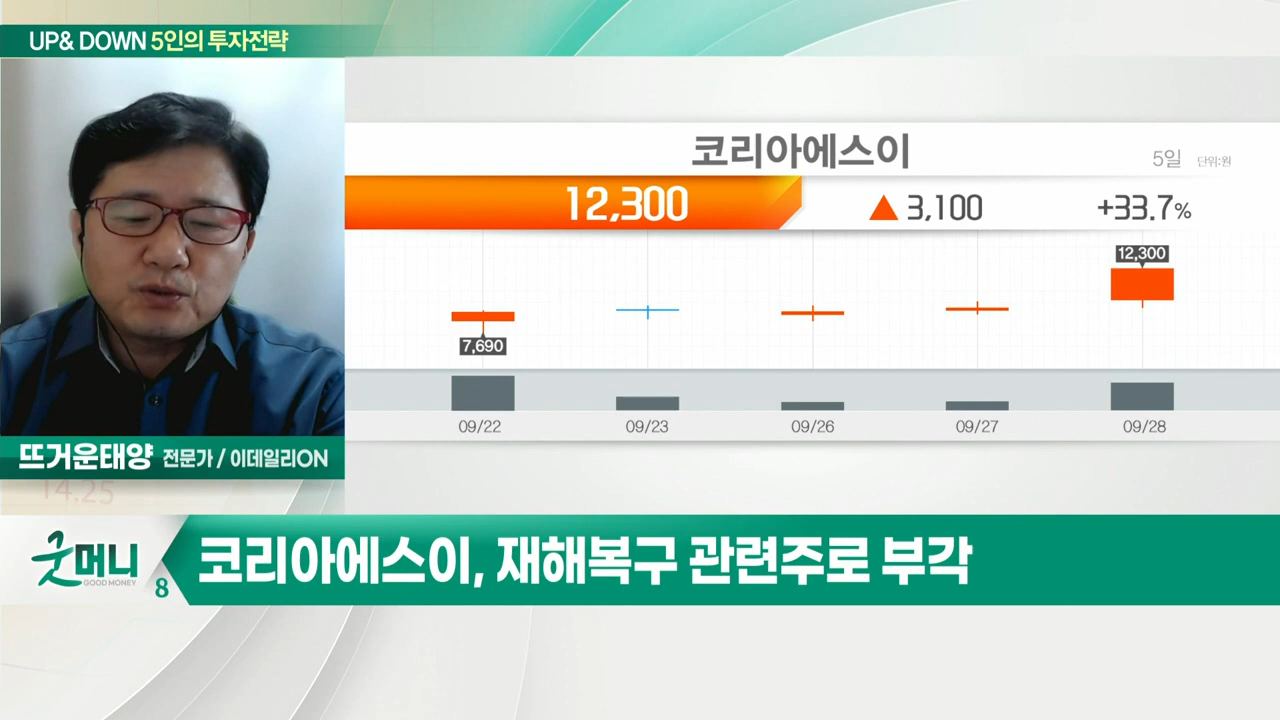 UP& DOWN 5인의 투자전략
코리아에스이
5일 단위:원
12,300 ▲ 3,100 +33.7%
12,300
7,690
09/22 09/23 09/26 09/27 09/28
뜨거운태양 전문가 / 이데일리ON
14.25
굿머니
GOOD MONEY
8
코리아에스이, 재해복구 관련주로 부각